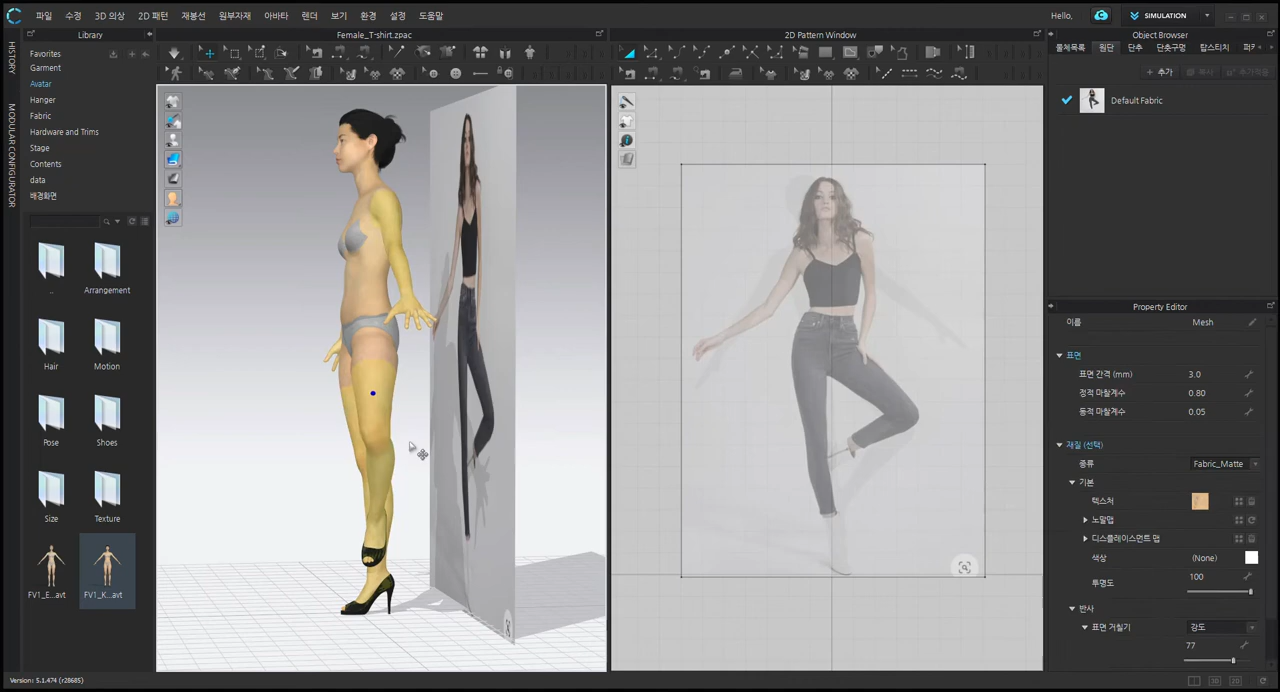 파일 수정 3D 의상 2D 패턴 재봉선 원부자재 아바타 렌더 보기 환경 설정 도움말
Hello, SIMULATION
Library
Female_T-shirt.zpac
2D Pattern Window
Object Browser
HISTORY
MODULAR CONFIGURATOR
Favorites
Garment
Avatar
Hanger
Fabric
Hardware and Trims
Stage
Contents
data
배경화면
..
Arrangement
Hair
Motion
Pose
Shoes
Size
Texture
FV1_E...avt
FV1_K...avt
물체목록 원단 단추 단춧구멍 탑스티치
+ 추가 복사
Default Fabric
Property Editor
이름 Mesh
표면
표면 간격 (mm) 3.0
정적 마찰계수 0.80
동적 마찰계수 0.05
재질 (선택)
종류 Fabric_Matte
기본
텍스처
노말맵
디스플레이스먼트 맵
색상 (None)
투명도 100
반사
표면 거칠기 강도
77
Version: 5.1.474 (r28685)
3D 2D